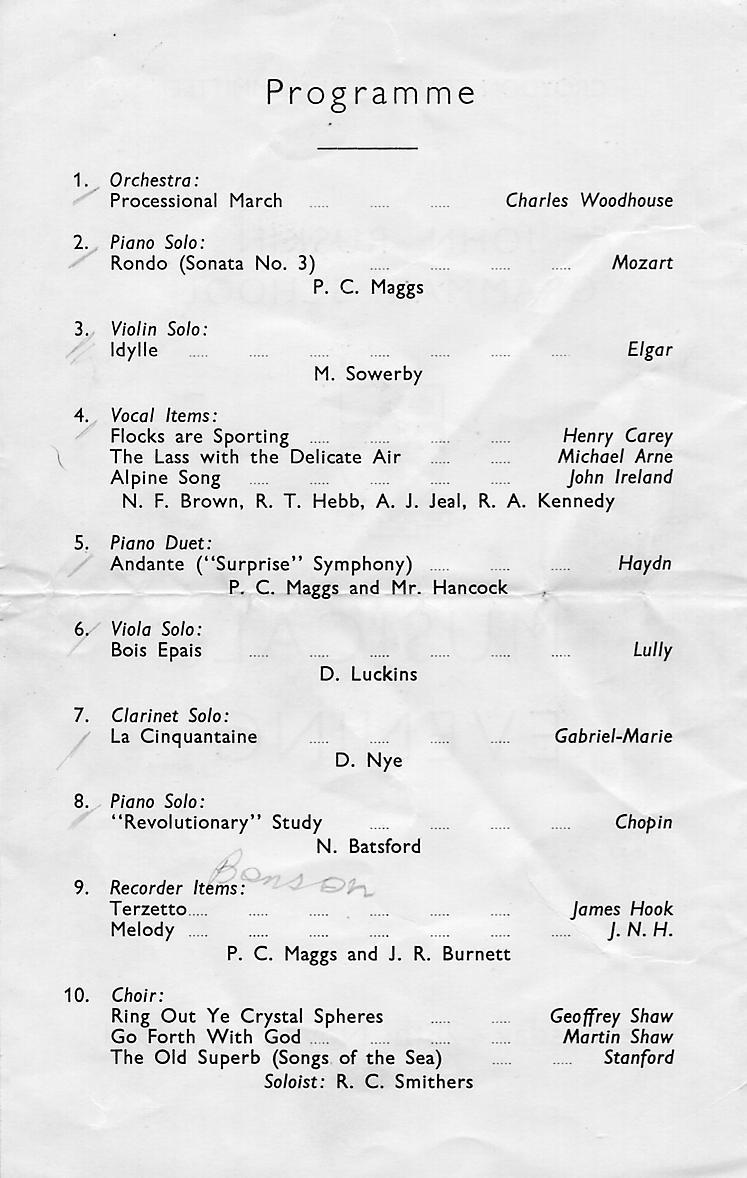 Programme
1. Orchestra:
Processional March ..... ..... ..... Charles Woodhouse
2. Piano Solo:
Rondo (Sonata No. 3) ..... ..... ..... ..... Mozart
P. C. Maggs
3. Violin Solo:
Idylle ..... ..... ..... ..... ..... ..... ..... Elgar
M. Sowerby
4. Vocal Items:
Flocks are Sporting ..... ..... ..... ..... Henry Carey
The Lass with the Delicate Air ..... ..... Michael Arne
Alpine Song ..... ..... ..... ..... ..... John Ireland
N. F. Brown, R. T. Hebb, A. J. Jeal, R. A. Kennedy
5. Piano Duet:
Andante (“Surprise” Symphony) ..... ..... ..... Haydn
P. C. Maggs and Mr. Hancock
6. Viola Solo:
Bois Epais ..... ..... ..... ..... ..... ..... Lully
D. Luckins
7. Clarinet Solo:
La Cinquantaine ..... ..... ..... ..... Gabriel-Marie
D. Nye
8. Piano Solo:
“Revolutionary” Study ..... ..... ..... ..... Chopin
N. Batsford
Benson
9. Recorder Items:
Terzetto..... ..... ..... ..... ..... ..... James Hook
Melody ..... ..... ..... ..... ..... ..... ..... J. N. H.
P. C. Maggs and J. R. Burnett
10. Choir:
Ring Out Ye Crystal Spheres ..... ..... Geoffrey Shaw
Go Forth With God ..... ..... ..... ..... Martin Shaw
The Old Superb (Songs of the Sea) ..... ..... Stanford
Soloist: R. C. Smithers